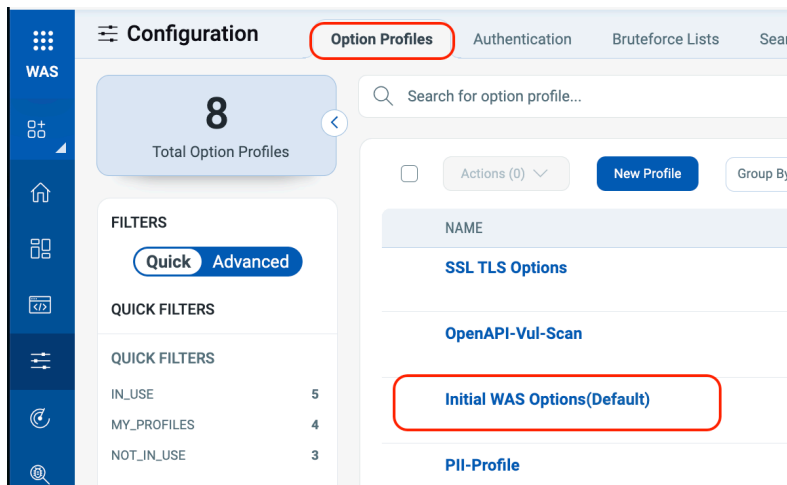 WAS
Configuration
Option Profiles
Authentication
Bruteforce Lists
8
Total Option Profiles
Search for option profile...
Actions (0)
New Profile
Group By
FILTERS
Quick
Advanced
QUICK FILTERS
QUICK FILTERS
IN_USE 5
MY_PROFILES 4
NOT_IN_USE 3
NAME
SSL TLS Options
OpenAPI-Vul-Scan
Initial WAS Options(Default)
PII-Profile